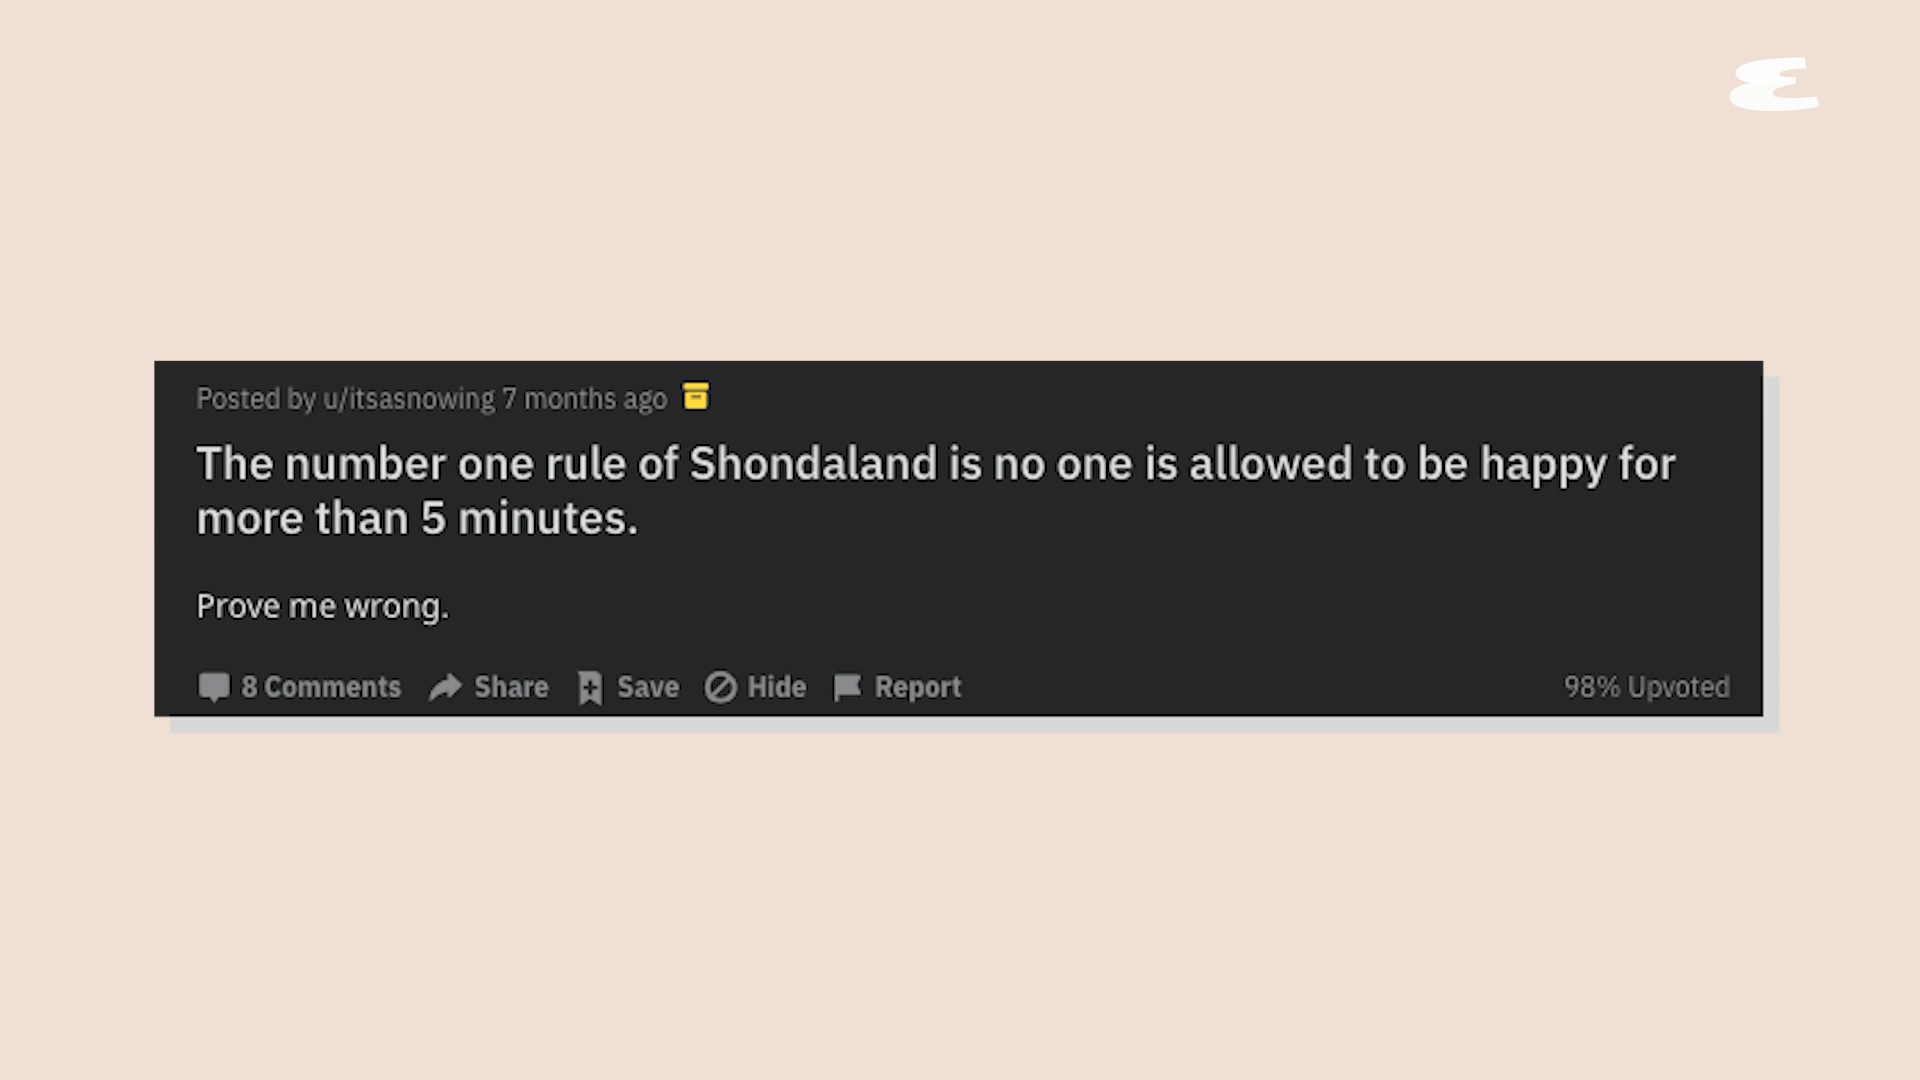 E
Posted by u/itsasnowing 7 months ago
The number one rule of Shondaland is no one is allowed to be happy for
more than 5 minutes.
Prove me wrong.
8 Comments Share Save Hide Report 98% Upvoted